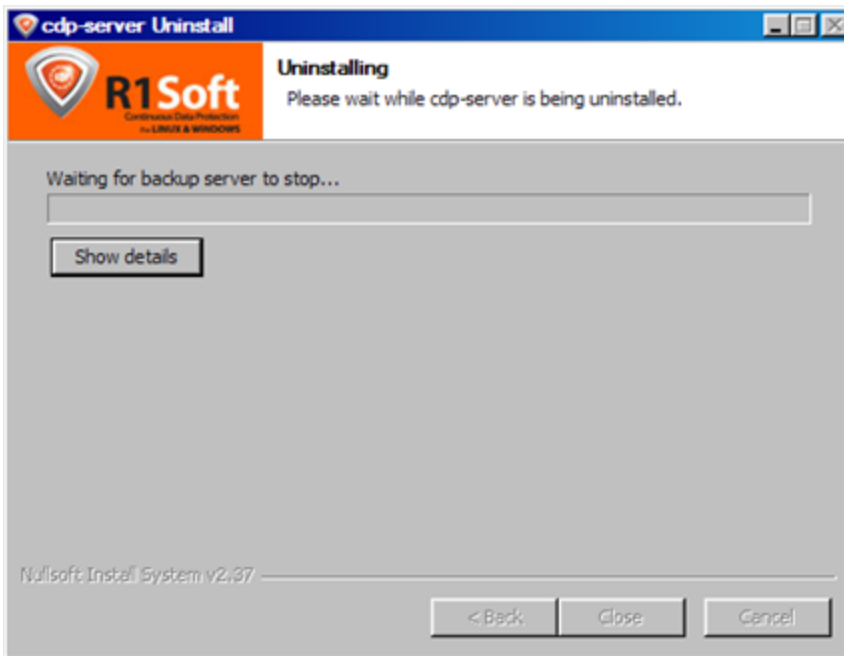 cdp-server Uninstall
R1Soft
Continuous Data Protection
for LINUX & WINDOWS
Uninstalling
Please wait while cdp-server is being uninstalled.
Waiting for backup server to stop...
Show details
Nullsoft Install System v2.37
< Back
Close
Cancel